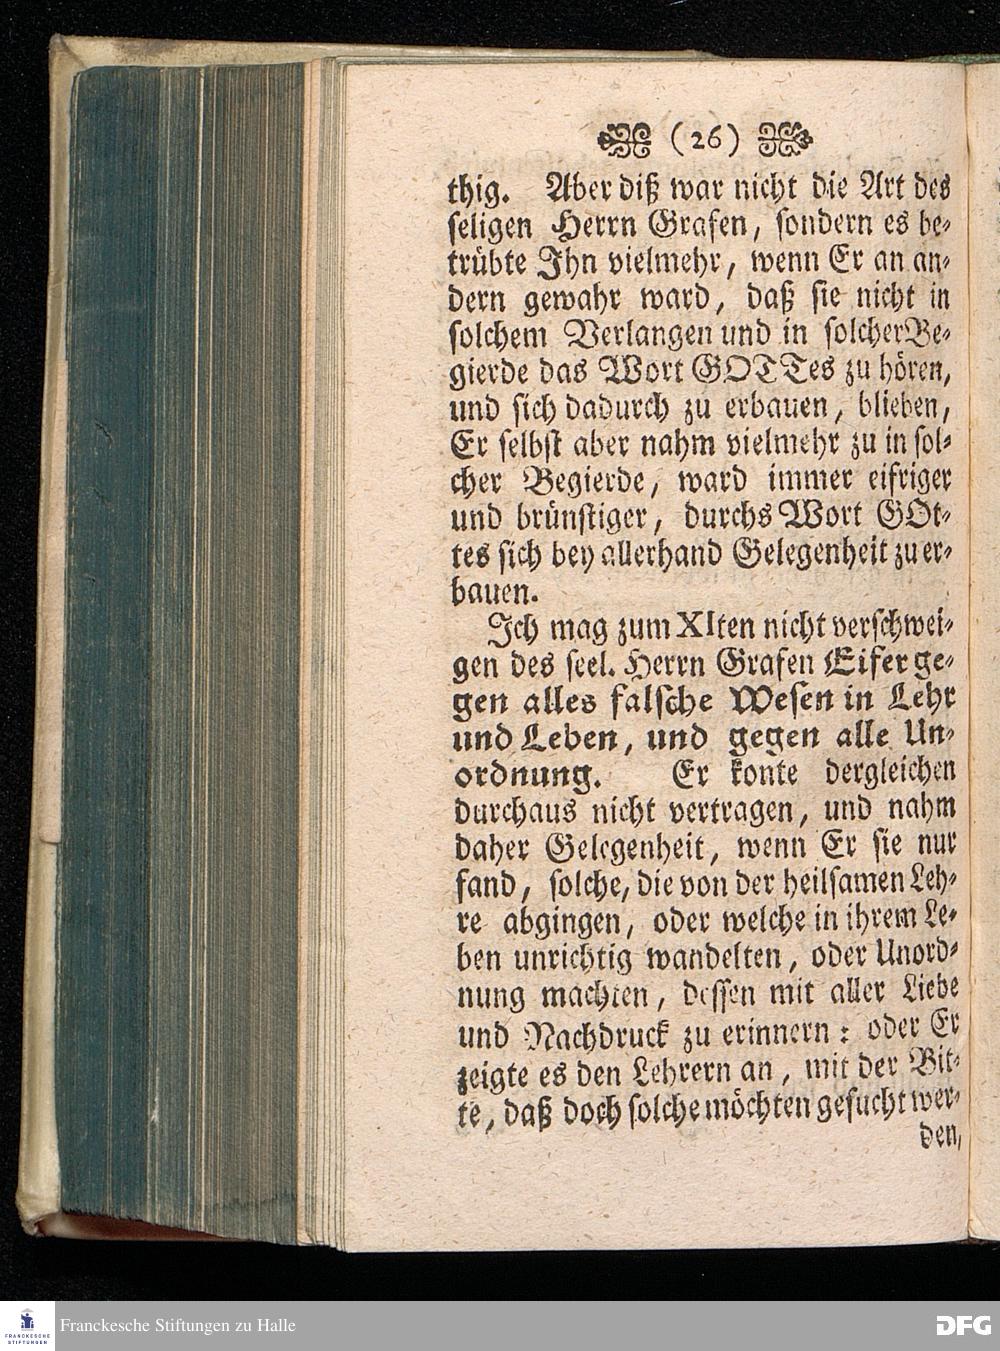 (26)
thig. Aber diß war nicht die Art des
seligen Herrn Grafen, sondern es be-
trübte Ihn vielmehr, wenn Er an an-
dern gewahr ward, daß sie nicht in
solchem Verlangen und in solcher Be-
gierde das Wort GOTTes zu hören,
und sich dadurch zu erbauen, blieben,
Er selbst aber nahm vielmehr zu in sol-
cher Begierde, ward immer eifriger
und brünstiger, durchs Wort GOt-
tes sich bey allerhand Gelegenheit zu er-
bauen.
Ich mag zum XIten nicht verschwei-
gen des seel. Herrn Grafen Eifer ge-
gen alles falsche Wesen in Lehr
und Leben, und gegen alle Un-
ordnung. Er konte dergleichen
durchaus nicht vertragen, und nahm
daher Gelegenheit, wenn Er sie nur
fand, solche, die von der heilsamen Leh-
re abgingen, oder welche in ihrem Le-
ben unrichtig wandelten, oder Unord-
nung machten, dessen mit aller Liebe
und Nachdruck zu erinnern: oder Er
zeigte es den Lehrern an, mit der Bit-
te, daß doch solche möchten gesucht wer-
den,
FRANCKESCHE
STIFTUNGEN
Franckesche Stiftungen zu Halle
DFG